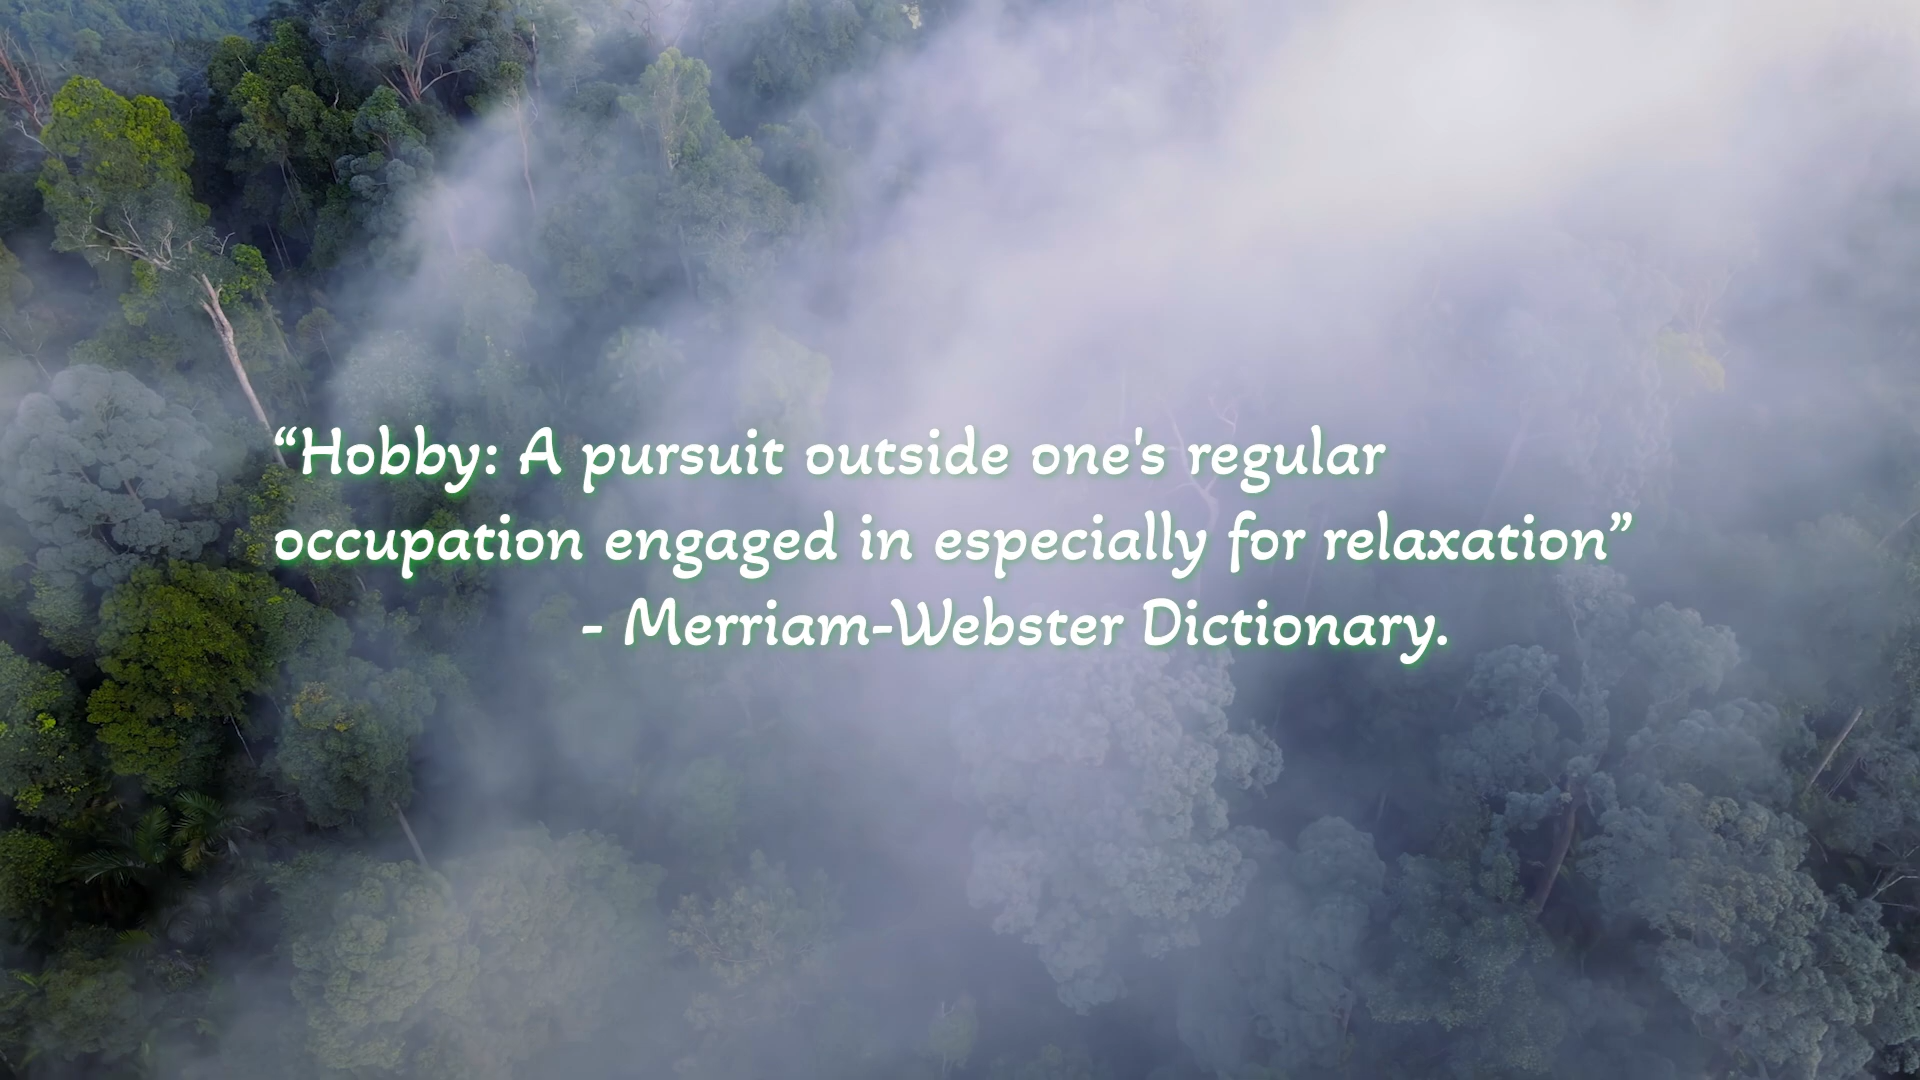 “Hobby: A pursuit outside one's regular
occupation engaged in especially for relaxation”
- Merriam-Webster Dictionary.